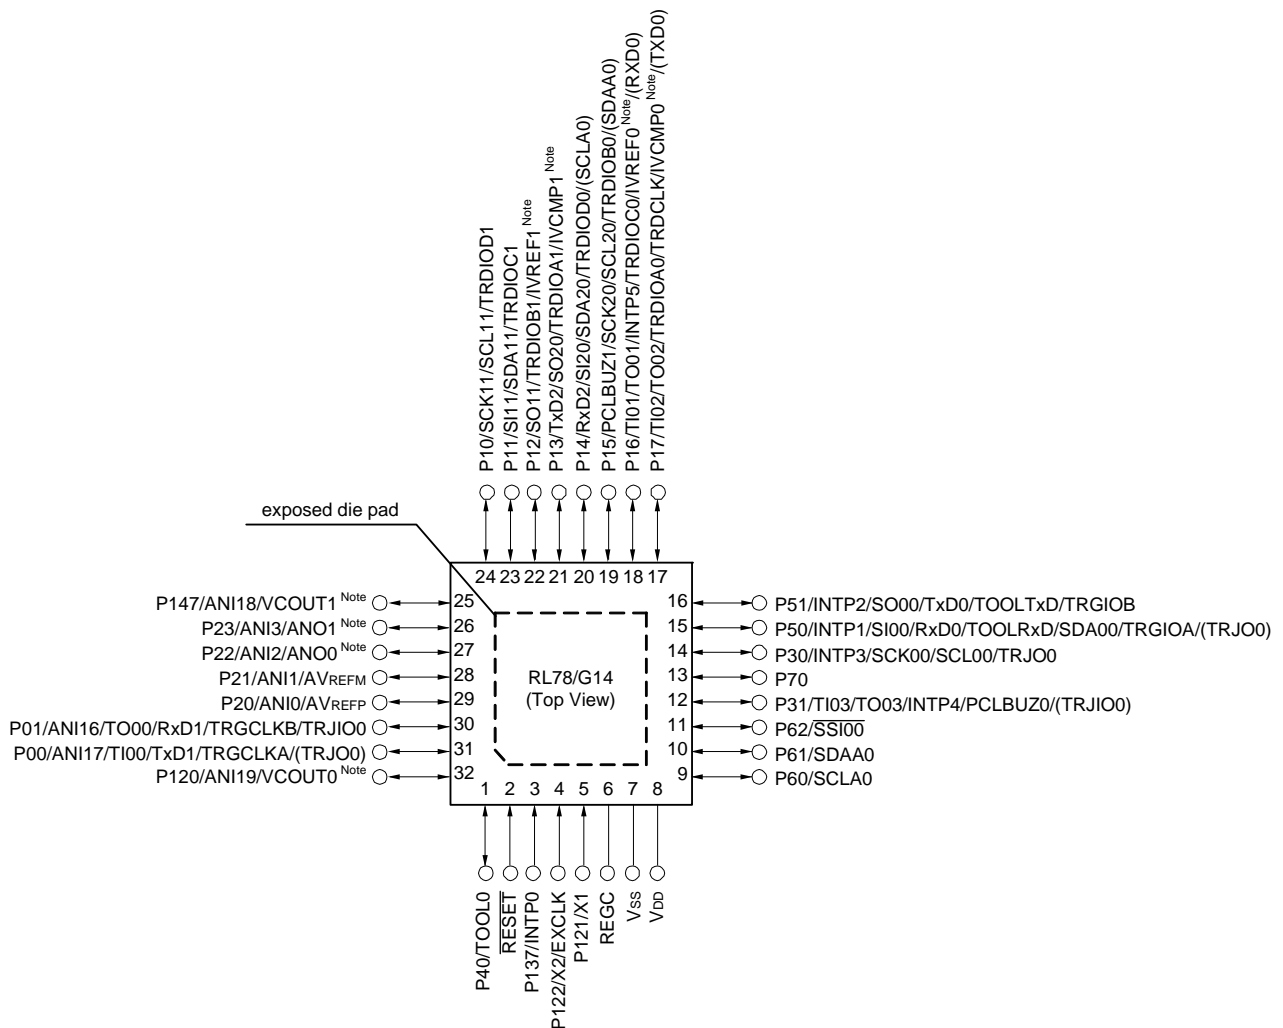 P10/SCK11/SCL11/TRDIOD1
P11/SI11/SDA11/TRDIOC1
P12/SO11/TRDIOB1/IVREF1 Note
P13/TxD2/SO20/TRDIOA1/IVCMP1 Note
P14/RxD2/SI20/SDA20/TRDIOD0/(SCLA0)
P15/PCLBUZ1/SCK20/SCL20/TRDIOB0/(SDAA0)
P16/TI01/TO01/INTP5/TRDIOC0/IVREF0 Note/(RXD0)
P17/TI02/TO02/TRDIOA0/TRDCLK/IVCMP0 Note/(TXD0)
exposed die pad
24 23 22 21 20 19 18 17
P147/ANI18/VCOUT1 Note 25
P23/ANI3/ANO1 Note 26
P22/ANI2/ANO0 Note 27
P21/ANI1/AVREFM 28
P20/ANI0/AVREFP 29
P01/ANI16/TO00/RxD1/TRGCLKB/TRJIO0 30
P00/ANI17/TI00/TxD1/TRGCLKA/(TRJO0) 31
P120/ANI19/VCOUT0 Note 32
RL78/G14
(Top View)
16 P51/INTP2/SO00/TxD0/TOOLTxD/TRGIOB
15 P50/INTP1/SI00/RxD0/TOOLRxD/SDA00/TRGIOA/(TRJO0)
14 P30/INTP3/SCK00/SCL00/TRJO0
13 P70
12 P31/TI03/TO03/INTP4/PCLBUZ0/(TRJIO0)
11 P62/SSI00
10 P61/SDAA0
9 P60/SCLA0
1 2 3 4 5 6 7 8
P40/TOOL0
RESET
P137/INTP0
P122/X2/EXCLK
P121/X1
REGC
VSS
VDD